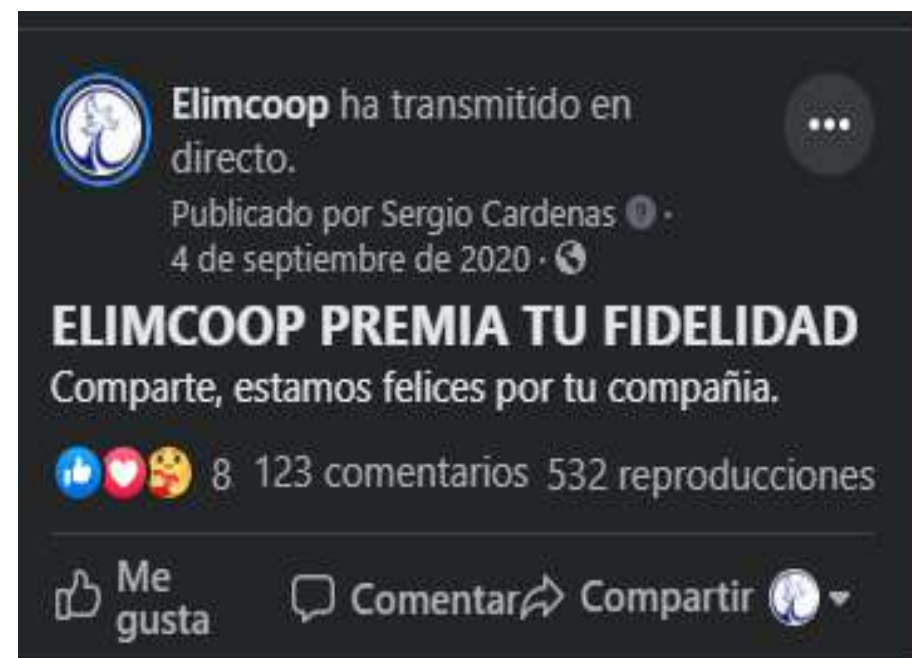 Elimcoop ha transmitido en
directo.
Publicado por Sergio Cardenas ·
4 de septiembre de 2020 ·
ELIMCOOP PREMIA TU FIDELIDAD
Comparte, estamos felices por tu compañia.
8 123 comentarios 532 reproducciones
Me gusta
Comentar
Compartir